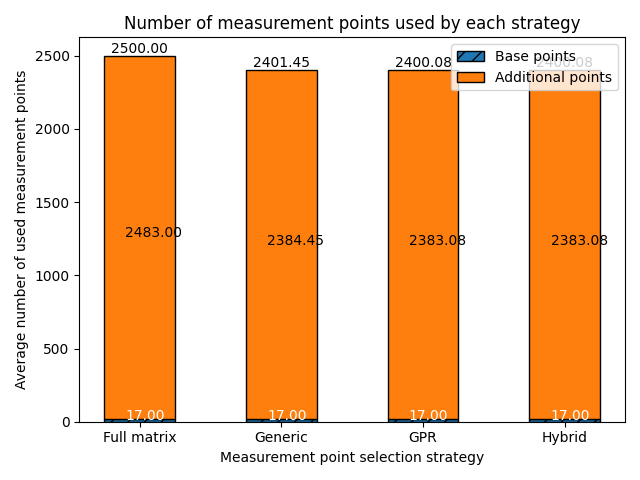 Number of measurement points used by each strategy
Average number of used measurement points
2500
2000
1500
1000
500
0
Base points
Additional points
2500.00
2401.45
2400.08
2400.08
2483.00
2384.45
2383.08
2383.08
17.00
17.00
17.00
17.00
Full matrix
Generic
GPR
Hybrid
Measurement point selection strategy